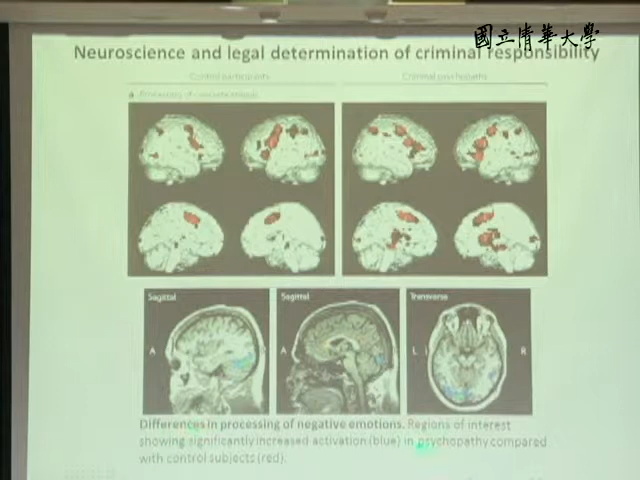 國立清華大學
Neuroscience and legal determination of criminal responsibility
Control participants
Criminal psychopaths
Sagittal
Sagittal
Transverse
A
A
L
R
Differences in processing of negative emotions. Regions of interest
showing significantly increased activation (blue) in psychopathy compared
with control subjects (red).